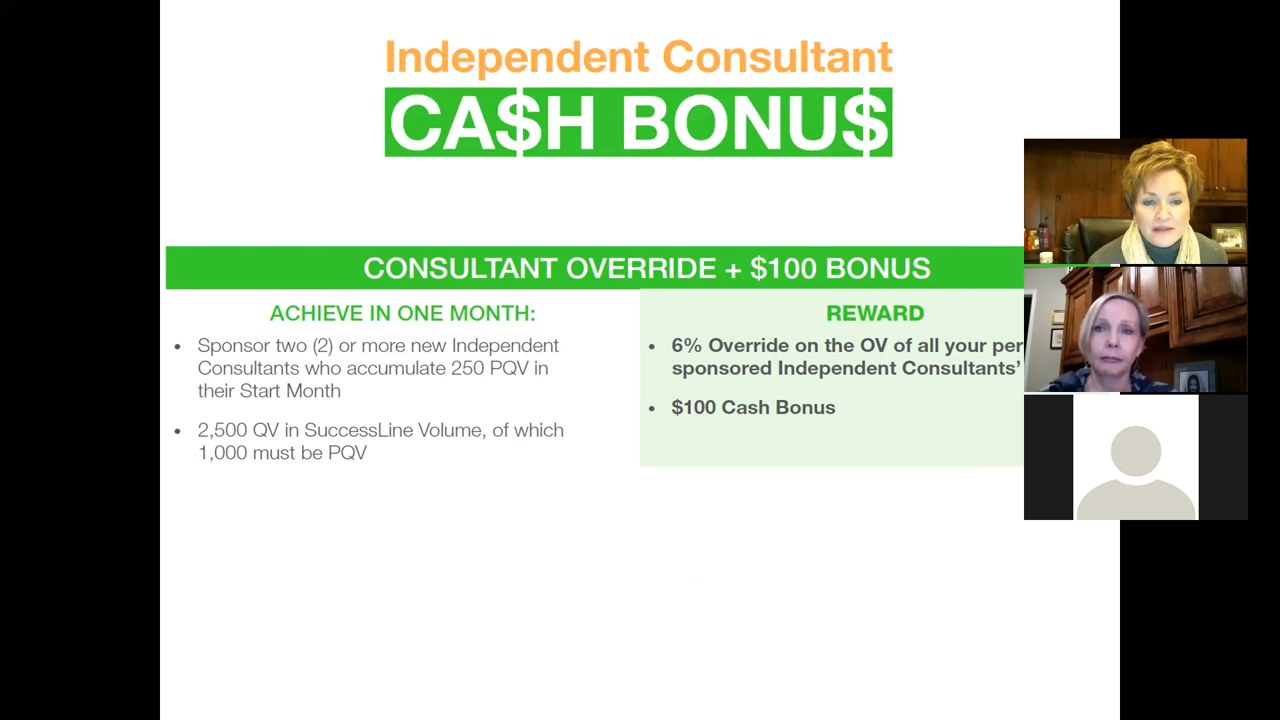 Independent Consultant
CA$H BONU$
CONSULTANT OVERRIDE + $100 BONUS
ACHIEVE IN ONE MONTH:
• Sponsor two (2) or more new Independent
Consultants who accumulate 250 PQV in
their Start Month
• 2,500 QV in SuccessLine Volume, of which
1,000 must be PQV
REWARD
• 6% Override on the OV of all your per
sponsored Independent Consultants’
• $100 Cash Bonus